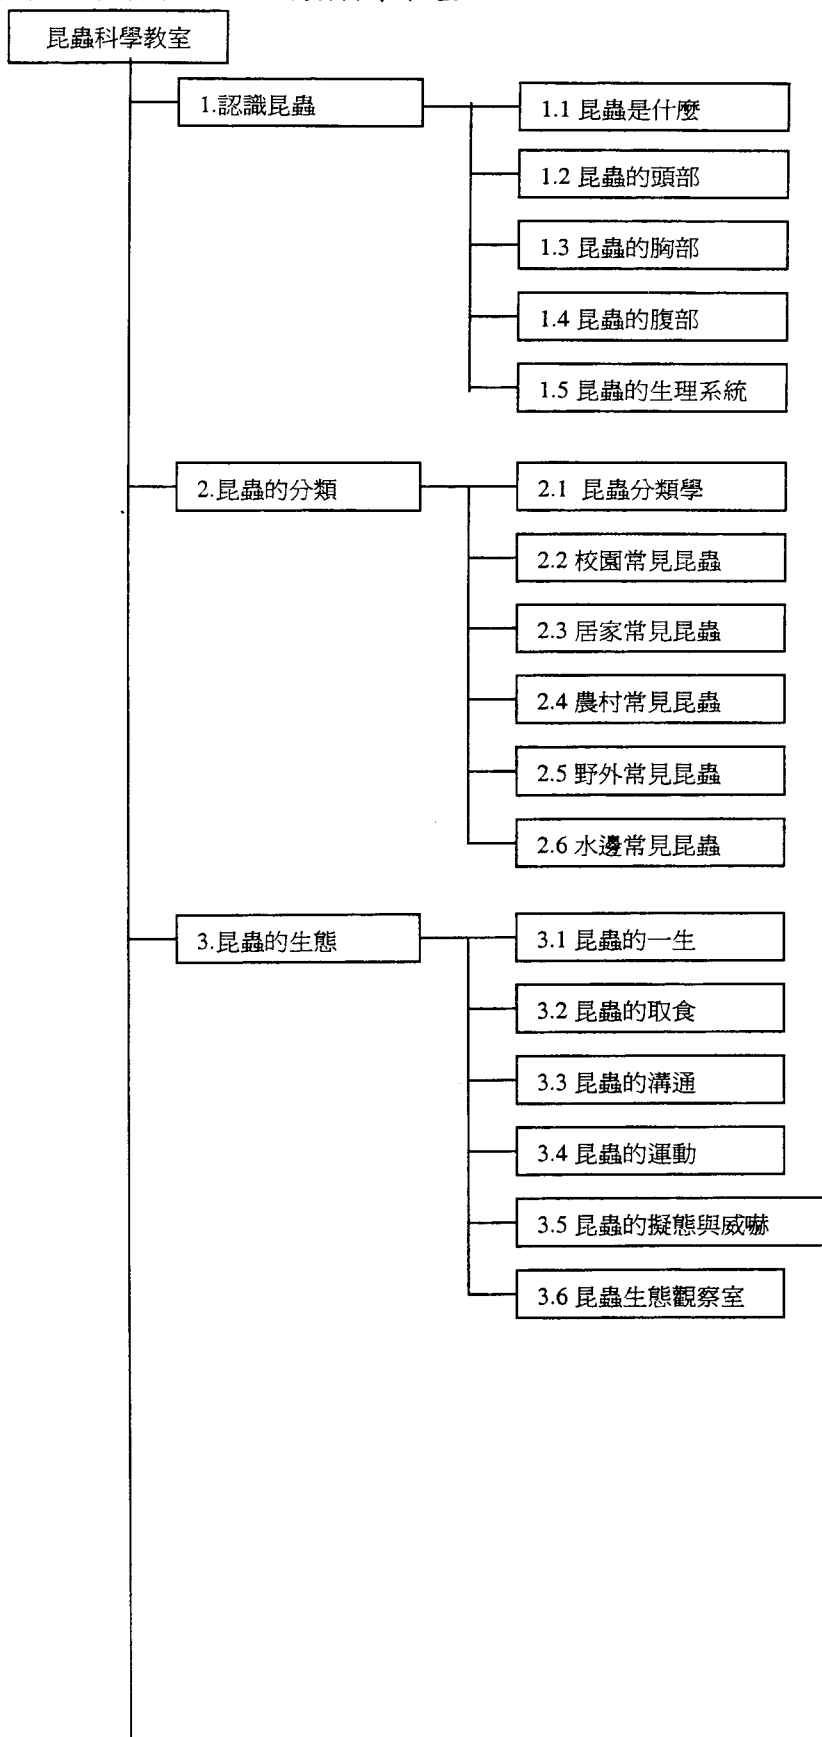 昆蟲科學教室
1.認識昆蟲
1.1 昆蟲是什麼
1.2 昆蟲的頭部
1.3 昆蟲的胸部
1.4 昆蟲的腹部
1.5 昆蟲的生理系統
2.昆蟲的分類
2.1 昆蟲分類學
2.2 校園常見昆蟲
2.3 居家常見昆蟲
2.4 農村常見昆蟲
2.5 野外常見昆蟲
2.6 水邊常見昆蟲
3.昆蟲的生態
3.1 昆蟲的一生
3.2 昆蟲的取食
3.3 昆蟲的溝通
3.4 昆蟲的運動
3.5 昆蟲的擬態與威嚇
3.6 昆蟲生態觀察室